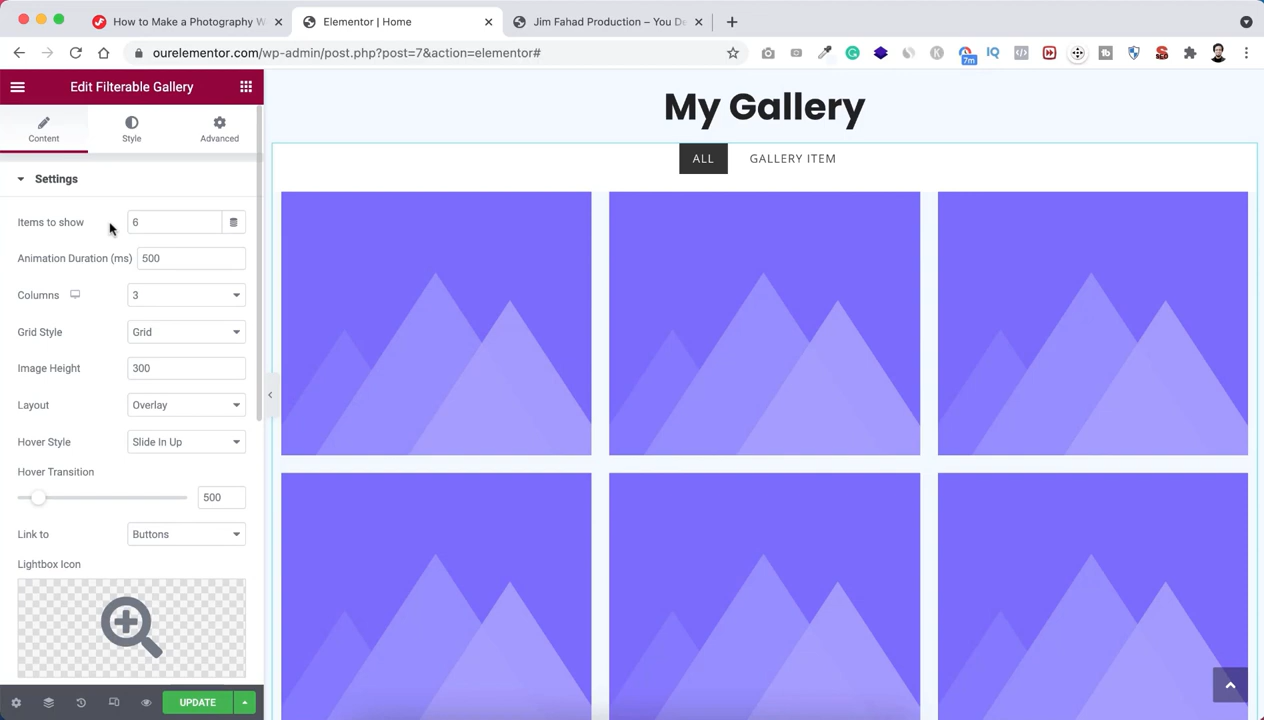 How to Make a Photography W
Elementor | Home
Jim Fahad Production – You De
ourelementor.com/wp-admin/post.php?post=7&action=elementor#
7m
Edit Filterable Gallery
Content
Style
Advanced
Settings
Items to show
6
Animation Duration (ms)
500
Columns
3
Grid Style
Grid
Image Height
300
Layout
Overlay
Hover Style
Slide In Up
Hover Transition
500
Link to
Buttons
Lightbox Icon
UPDATE
My Gallery
ALL
GALLERY ITEM